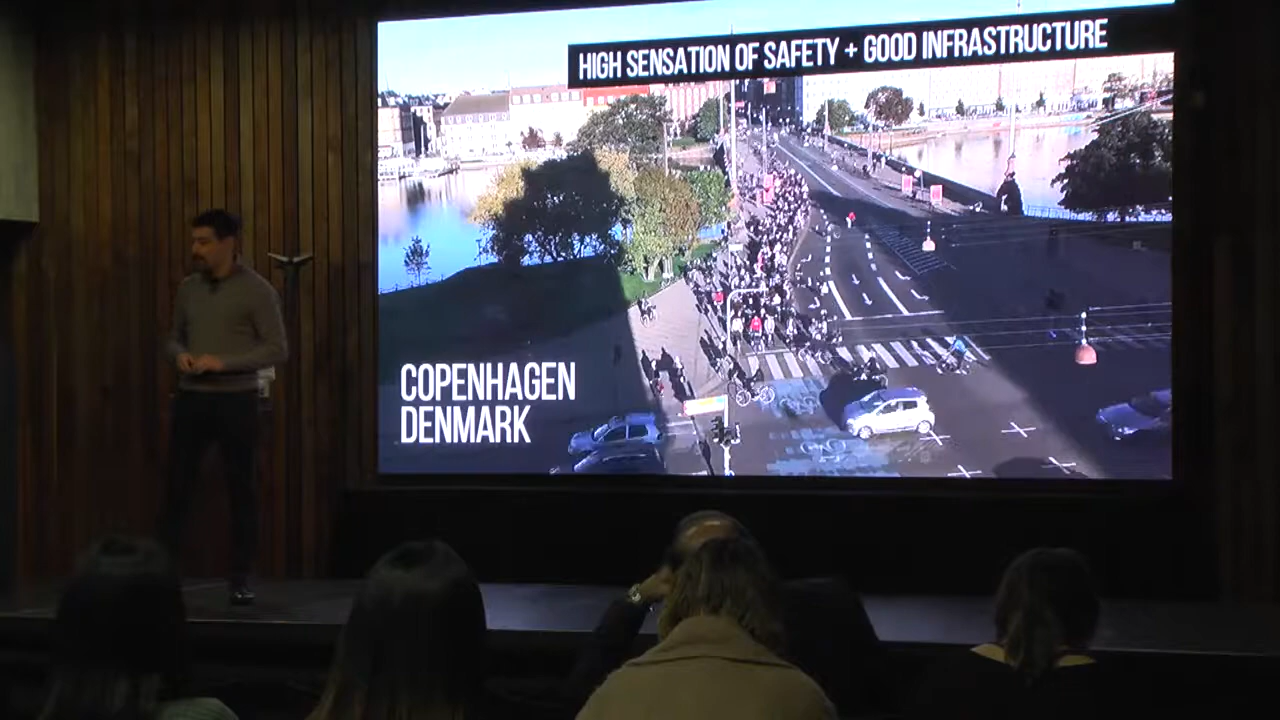 HIGH SENSATION OF SAFETY + GOOD INFRASTRUCTURE
COPENHAGEN
DENMARK